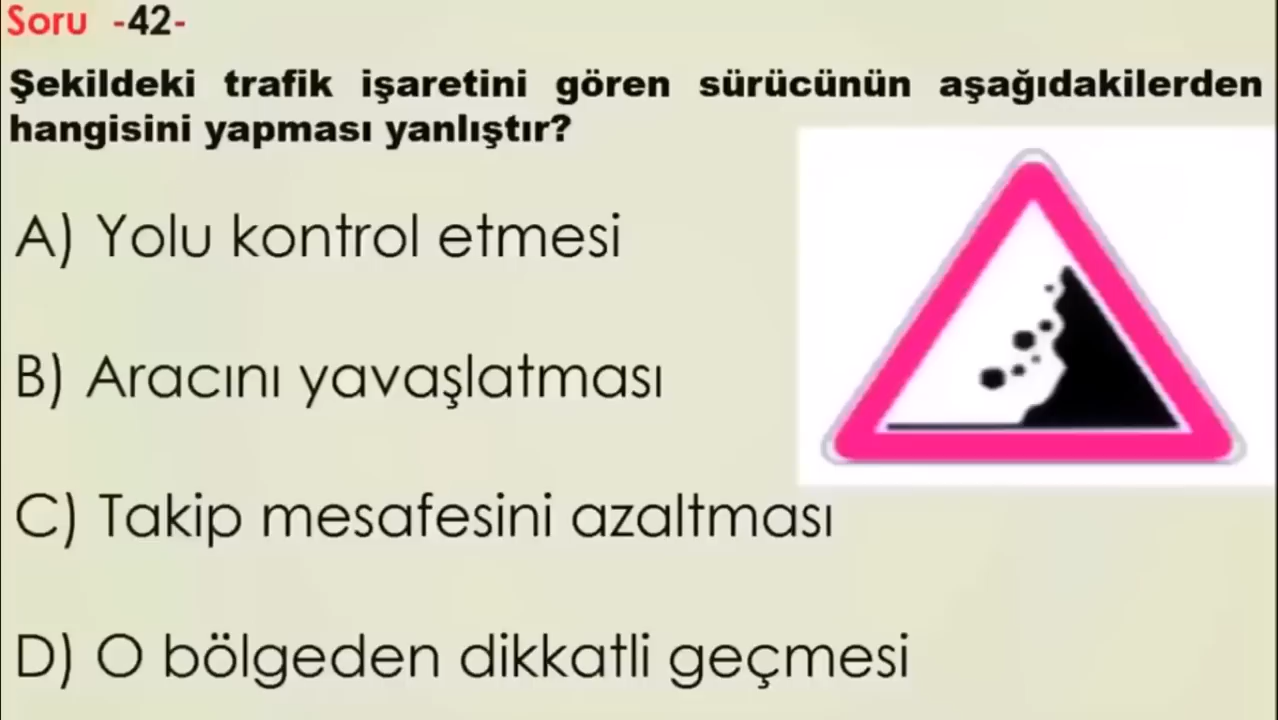 Soru -42-
Şekildeki trafik işaretini gören sürücünün aşağıdakilerden
hangisini yapması yanlıştır?
A) Yolu kontrol etmesi
B) Aracını yavaşlatması
C) Takip mesafesini azaltması
D) O bölgeden dikkatli geçmesi